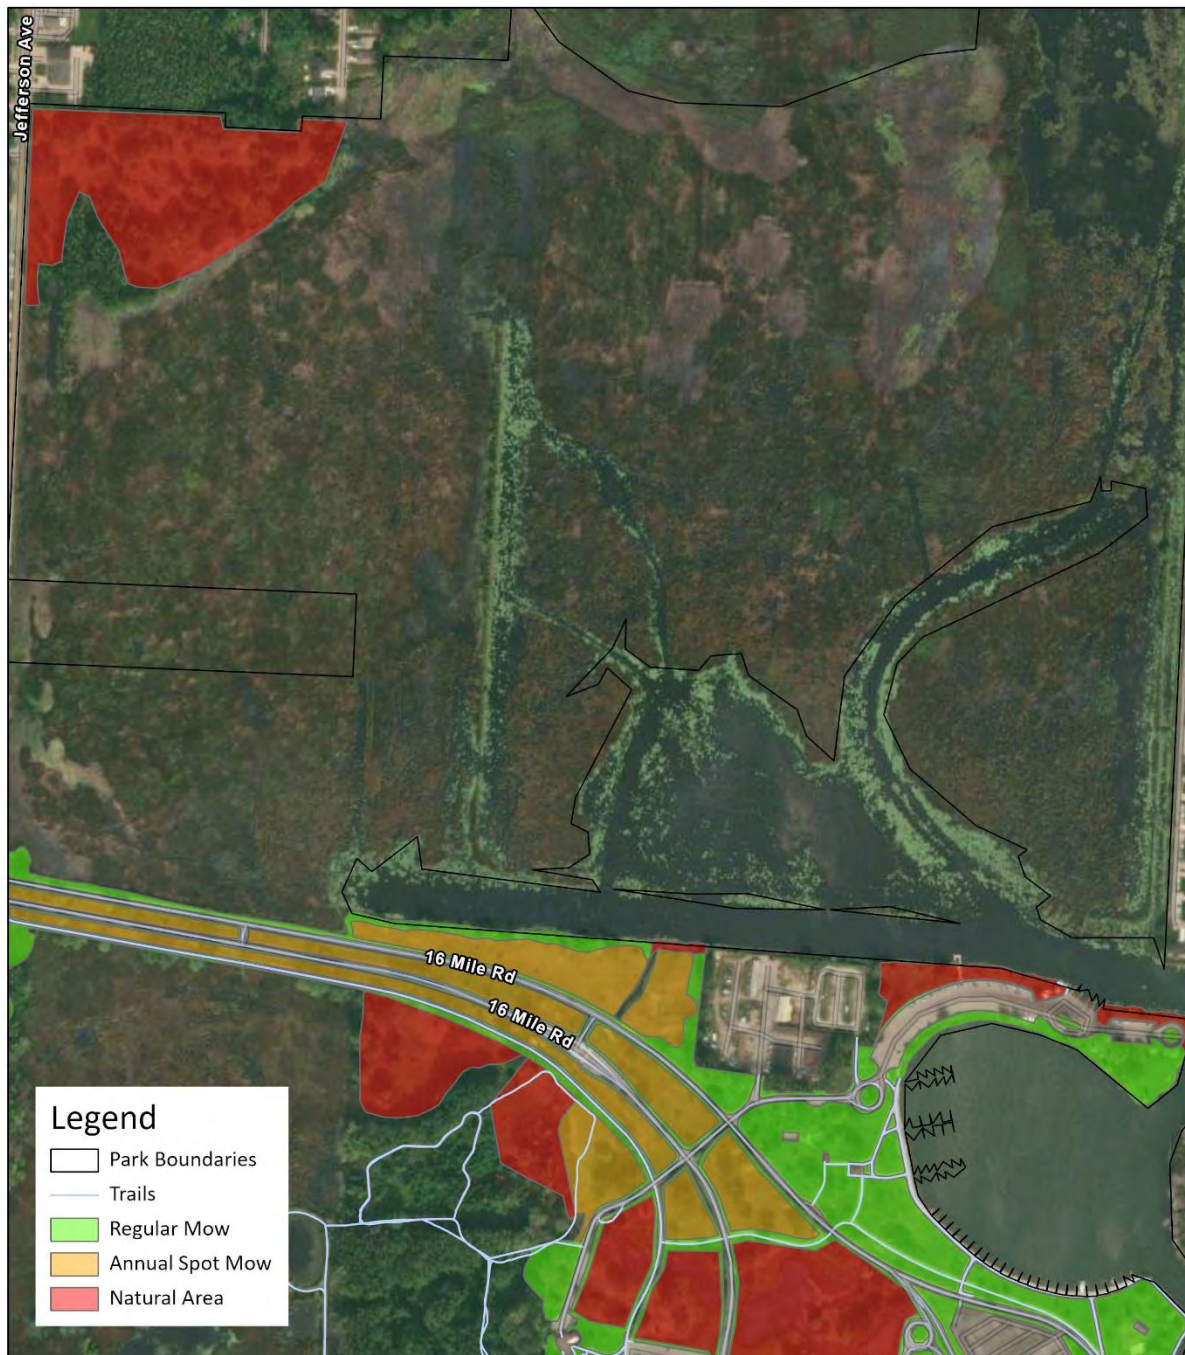 Jefferson Ave
16 Mile Rd
16 Mile Rd
Legend
Park Boundaries
Trails
Regular Mow
Annual Spot Mow
Natural Area